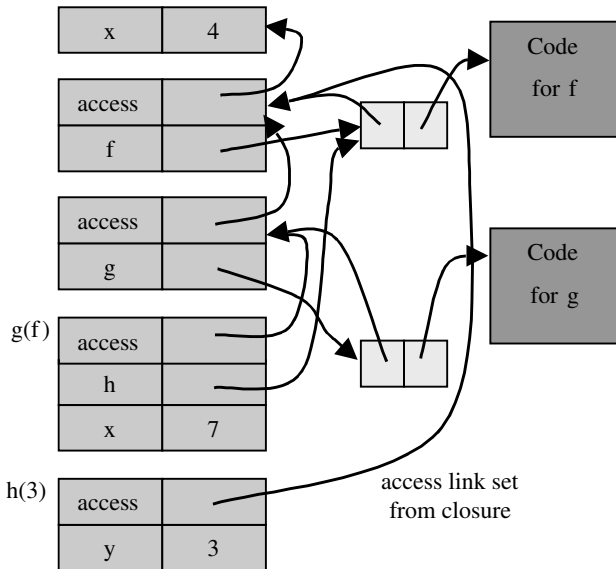 x 4
access
f
access
g
g(f)
access
h
x 7
h(3)
access
y 3
Code
for f
Code
for g
access link set
from closure